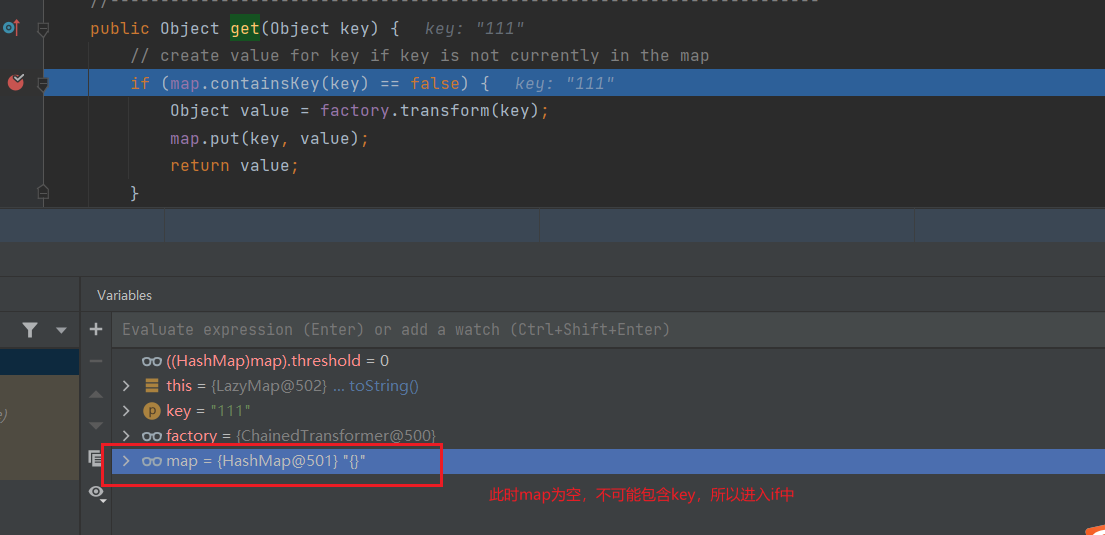 //----------------------------------------------------------------------
public Object get(Object key) { key: "111"
// create value for key if key is not currently in the map
if (map.containsKey(key) == false) { key: "111"
Object value = factory.transform(key);
map.put(key, value);
return value;
}
Variables
Evaluate expression (Enter) or add a watch (Ctrl+Shift+Enter)
((HashMap)map).threshold = 0
this = {LazyMap@502} ... toString()
p key = "111"
factory = {ChainedTransformer@500}
map = {HashMap@501} "{}"
此时map为空，不可能包含key，所以进入if中